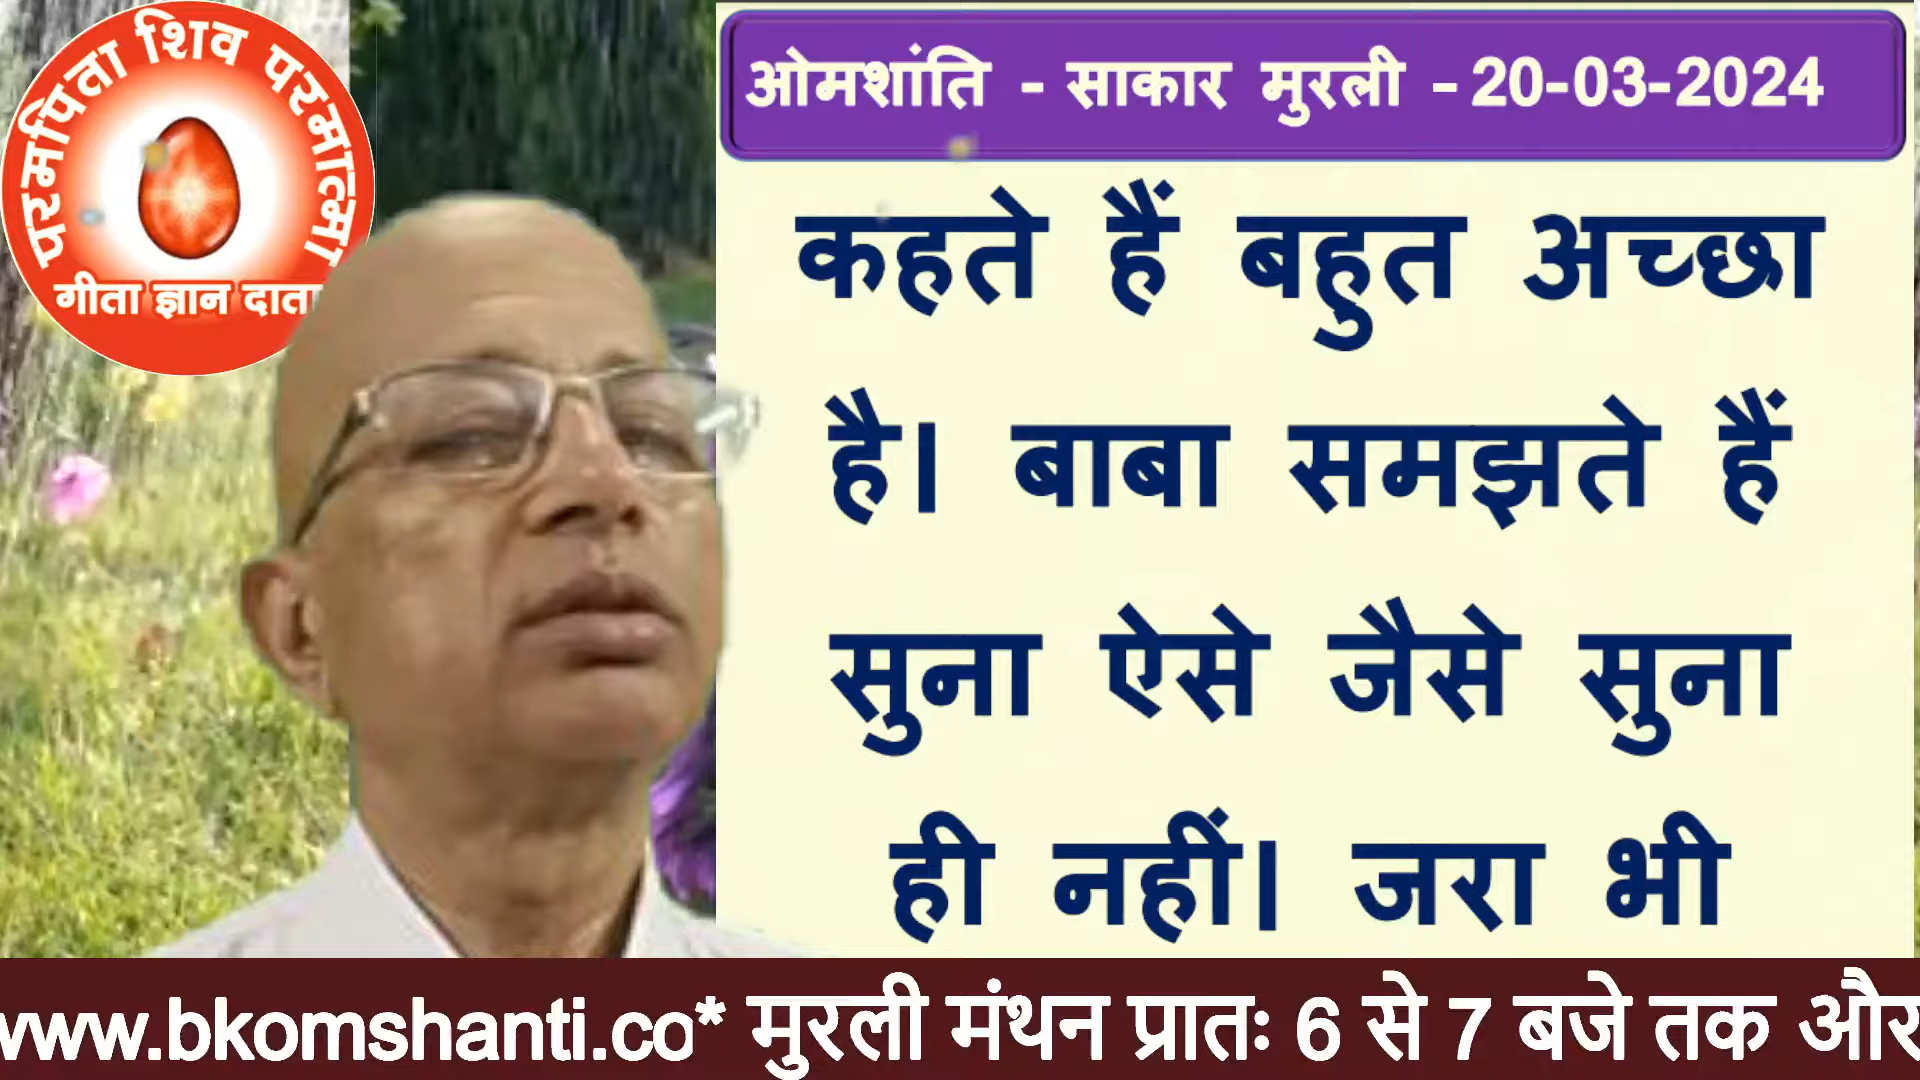 परमपिता शिव परमात्मा
गीता ज्ञान दाता
ओमशांति - साकार मुरली - 20-03-2024
कहते हैं बहुत अच्छा
है। बाबा समझते हैं
सुना ऐसे जैसे सुना
ही नहीं। जरा भी
www.bkomshanti.co* मुरली मंथन प्रातः 6 से 7 बजे तक और